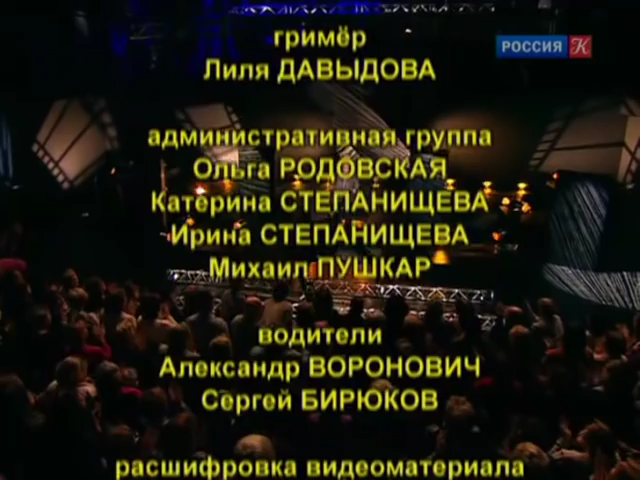 гримёр
РОССИЯ К
Лиля ДАВЫДОВА
административная группа
Ольга РОДОВСКАЯ
Катерина СТЕПАНИЩЕВА
Ирина СТЕПАНИЩЕВА
Михаил ПУШКАР
водители
Александр ВОРОНОВИЧ
Сергей БИРЮКОВ
расшифровка видеоматериала